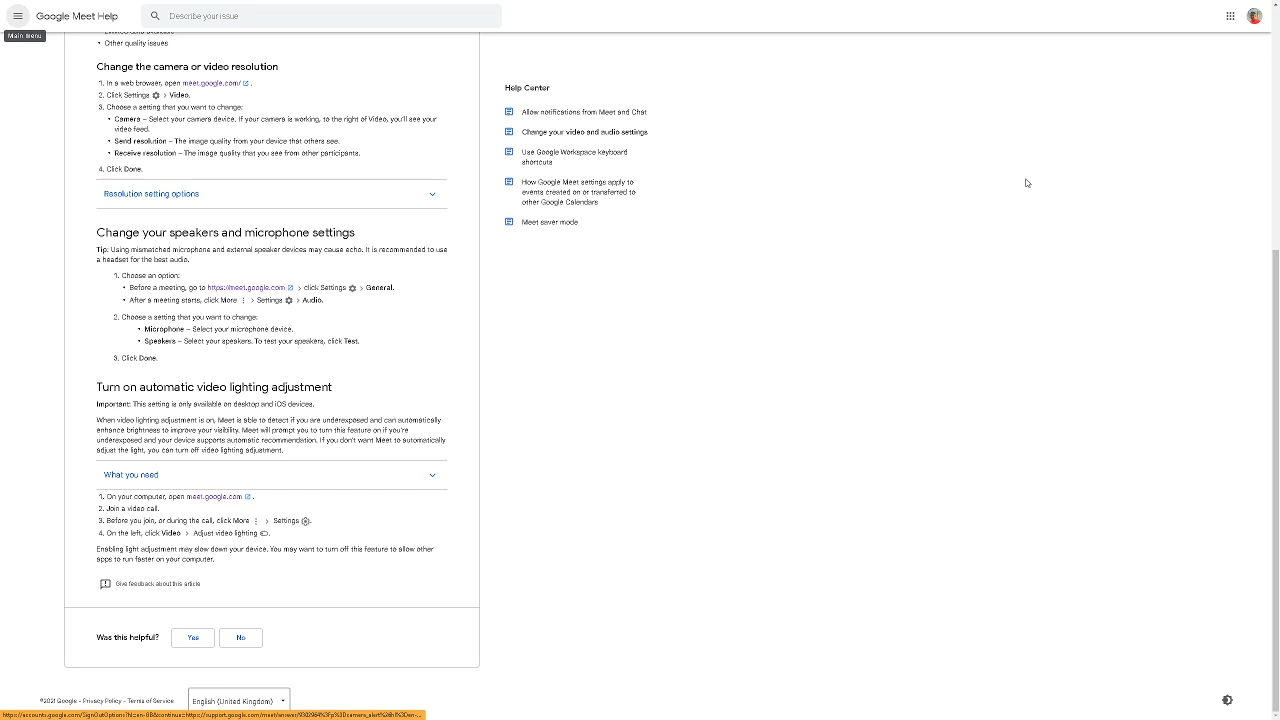 Google Meet Help
Describe your issue
Main menu
• Other quality issues
Change the camera or video resolution
1. In a web browser, open meet.google.com/ .
2. Click Settings > Video.
3. Choose a setting that you want to change:
• Camera – Select your camera device. If your camera is working, to the right of Video, you'll see your
video feed.
• Send resolution – The image quality from your device that others see.
• Receive resolution – The image quality that you see from other participants.
4. Click Done.
Resolution setting options
Change your speakers and microphone settings
Tip: Using mismatched microphone and external speaker devices may cause echo. It is recommended to use
a headset for the best audio.
1. Choose an option:
• Before a meeting, go to https://meet.google.com > click Settings > General.
• After a meeting starts, click More > Settings > Audio.
2. Choose a setting that you want to change:
• Microphone – Select your microphone device.
• Speakers – Select your speakers. To test your speakers, click Test.
3. Click Done.
Turn on automatic video lighting adjustment
Important: This setting is only available on desktop and iOS devices.
When video lighting adjustment is on, Meet is able to detect if you are underexposed and can automatically
enhance brightness to improve your visibility. Meet will prompt you to turn this feature on if you're
underexposed and your device supports automatic recommendation. If you don't want Meet to automatically
adjust the light, you can turn off video lighting adjustment.
What you need
1. On your computer, open meet.google.com .
2. Join a video call.
3. Before you join, or during the call, click More > Settings .
4. On the left, click Video > Adjust video lighting .
Enabling light adjustment may slow down your device. You may want to turn off this feature to allow other
apps to run faster on your computer.
Give feedback about this article
Was this helpful?
Yes
No
Help Center
Allow notifications from Meet and Chat
Change your video and audio settings
Use Google Workspace keyboard
shortcuts
How Google Meet settings apply to
events created on or transferred to
other Google Calendars
Meet saver mode
©2021 Google - Privacy Policy - Terms of Service
English (United Kingdom)